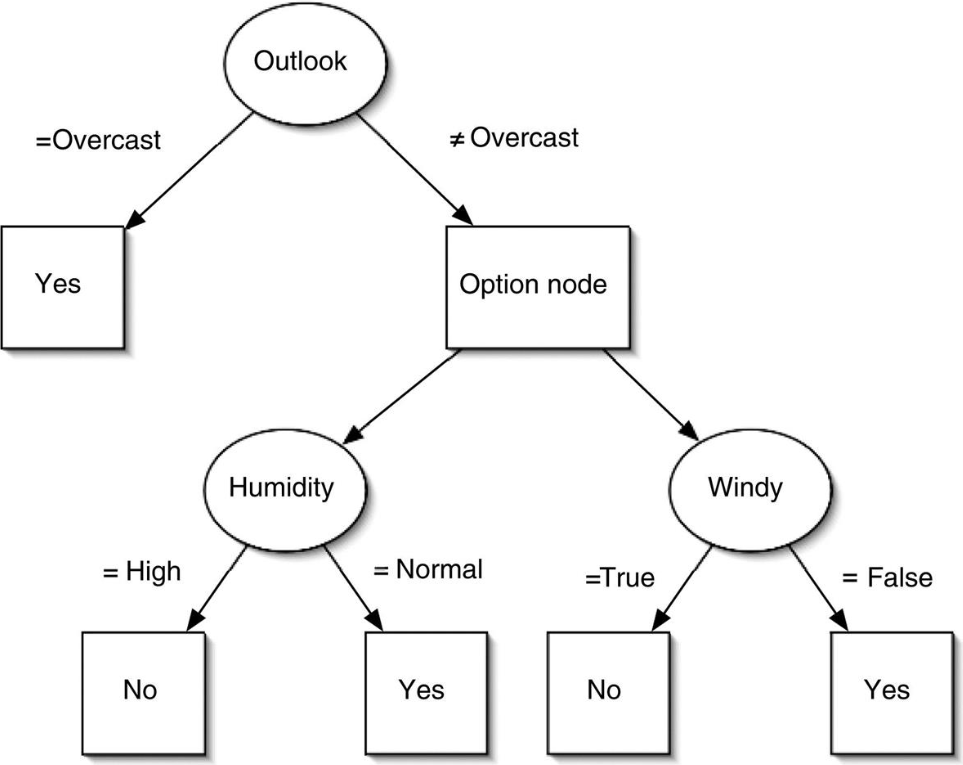 Outlook
=Overcast
≠ Overcast
Yes
Option node
Humidity
Windy
= High
= Normal
=True
= False
No
Yes
No
Yes